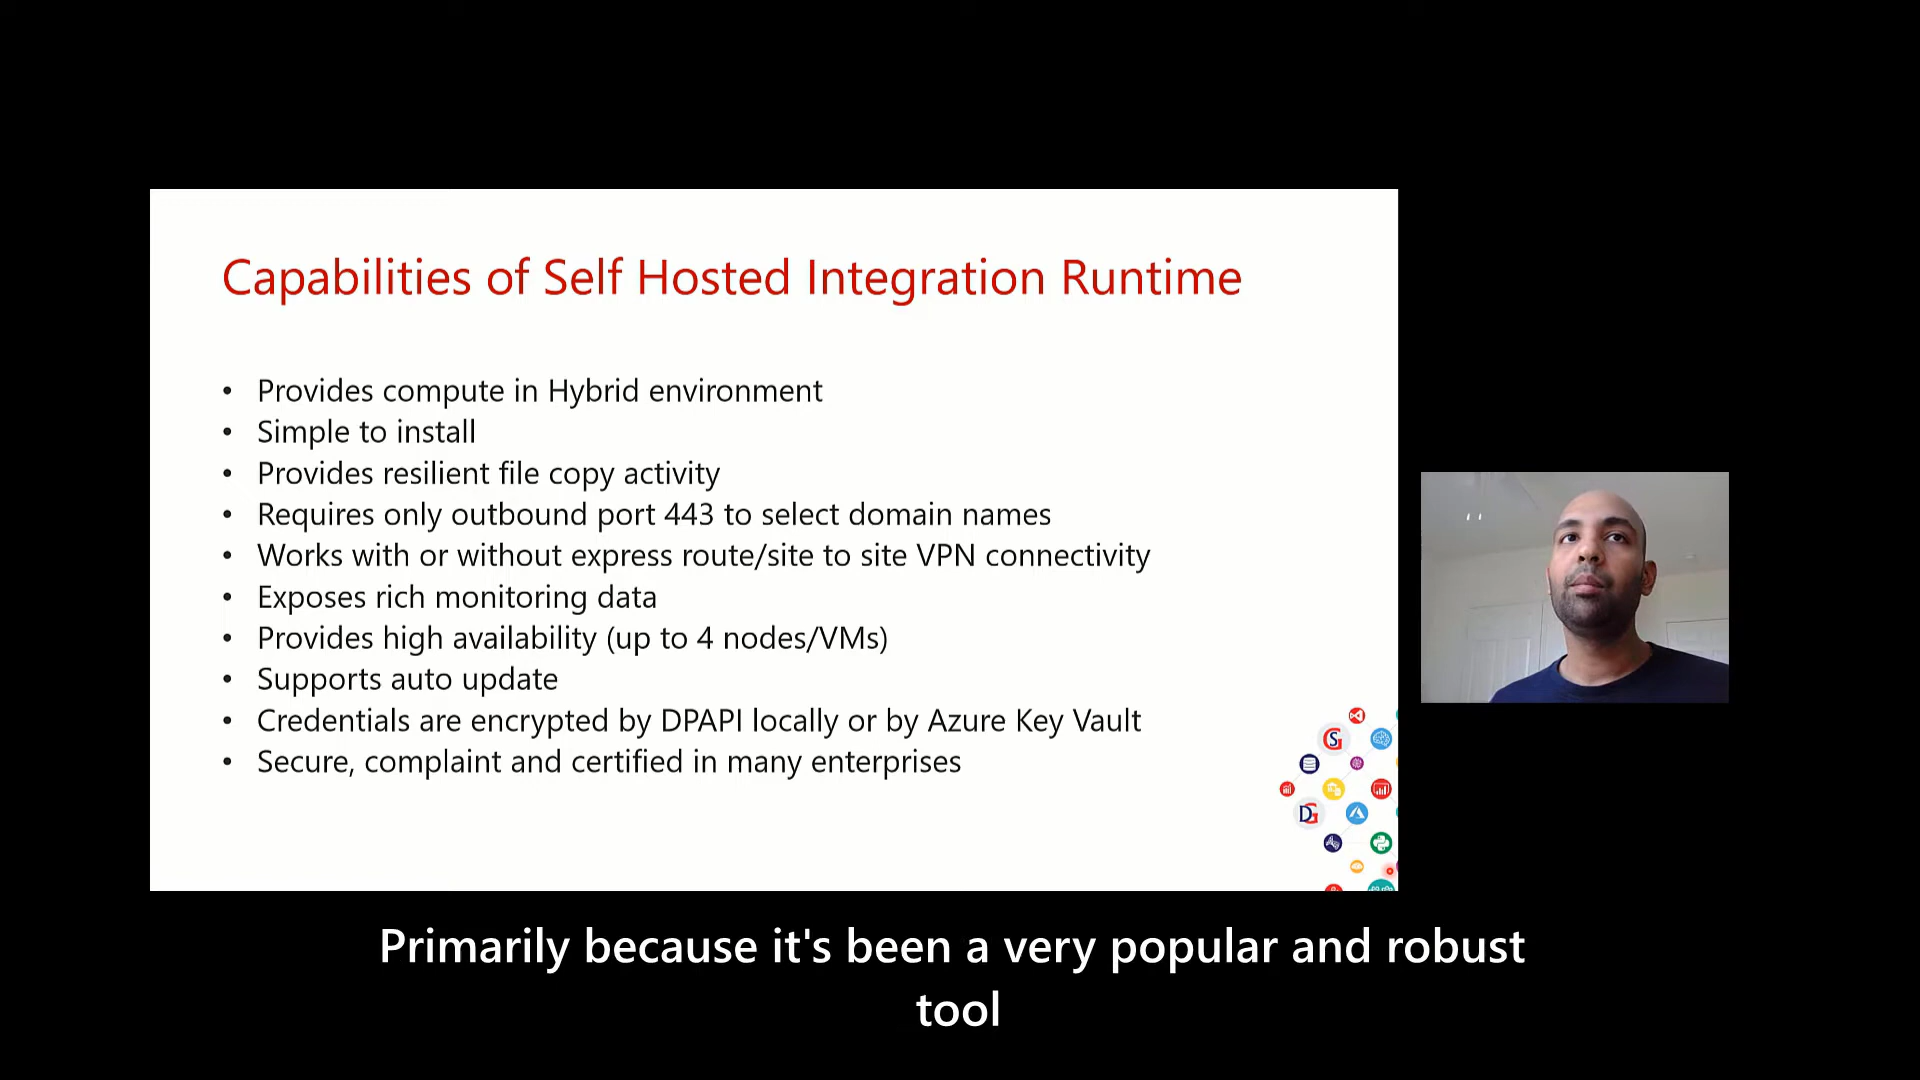 Capabilities of Self Hosted Integration Runtime
• Provides compute in Hybrid environment
• Simple to install
• Provides resilient file copy activity
• Requires only outbound port 443 to select domain names
• Works with or without express route/site to site VPN connectivity
• Exposes rich monitoring data
• Provides high availability (up to 4 nodes/VMs)
• Supports auto update
• Credentials are encrypted by DPAPI locally or by Azure Key Vault
• Secure, complaint and certified in many enterprises
GS
DG
Primarily because it's been a very popular and robust
tool